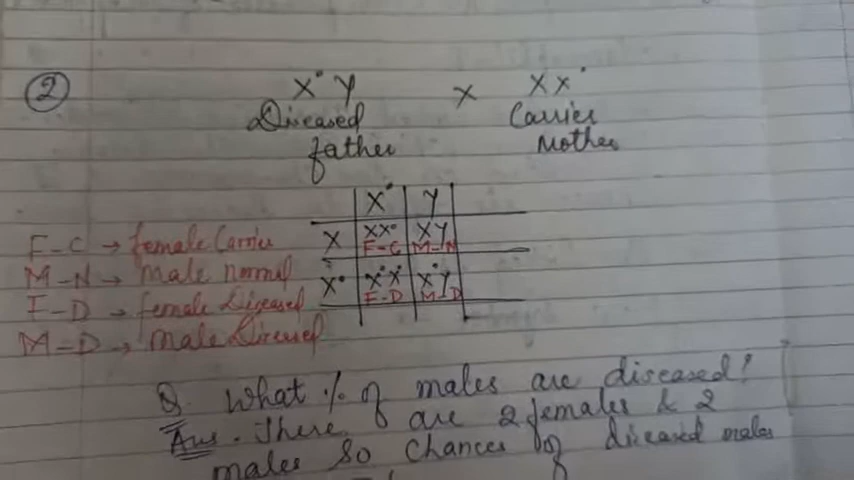 2
X° Y x X X°
Diseased Carrier
father Mother
X° Y
X XX° XY
F-C M-N
X° X°X° X°Y
F-D M-D
F-C → female Carrier
M-N → male normal
F-D → female Diseased
M-D → male Diseased
Q. What % of males are diseased?
Ans. There are 2 females & 2
males so chances of diseased males